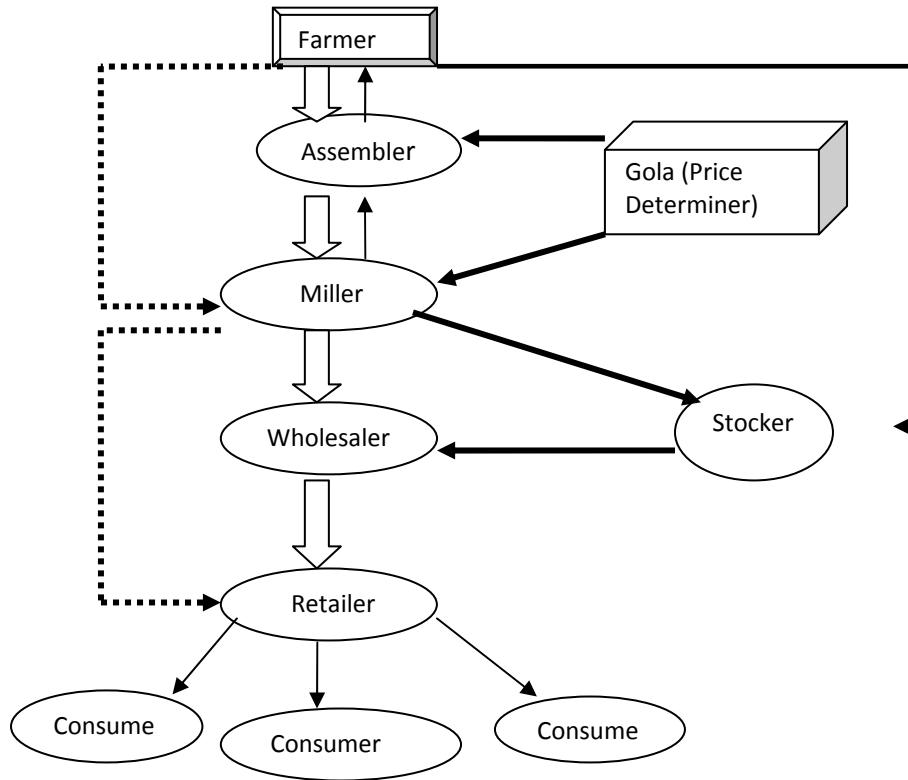 Farmer
Assembler
Gola (Price
Determiner)
Miller
Stocker
Wholesaler
Retailer
Consume
Consumer
Consume